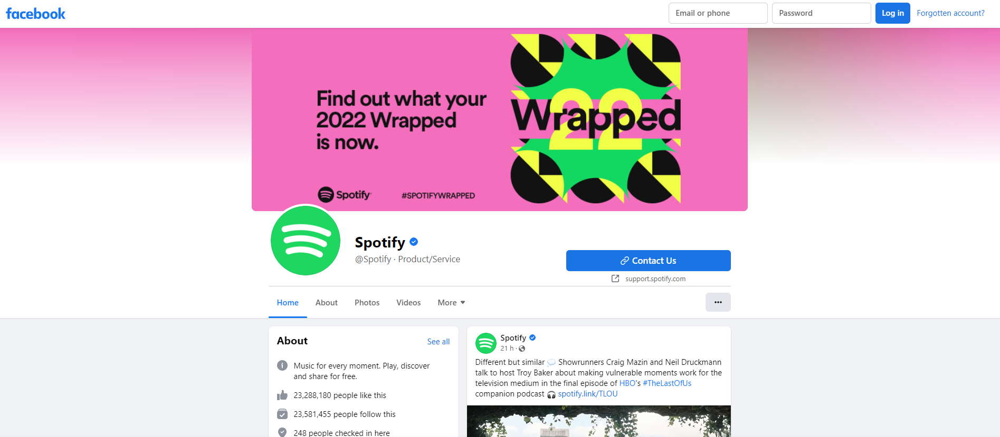 facebook
Email or phone
Password
Log in
Forgotten account?
Find out what your
2022 Wrapped
is now.
Spotify
#SPOTIFYWRAPPED
22
Wrapped
Spotify
@Spotify · Product/Service
Contact Us
support.spotify.com
Home
About
Photos
Videos
More
About
See all
Music for every moment. Play, discover
and share for free.
23,288,180 people like this
23,581,455 people follow this
248 people checked in here
Spotify
21 h ·
Different but similar 💭 Showrunners Craig Mazin and Neil Druckmann
talk to host Troy Baker about making vulnerable moments work for the
television medium in the final episode of HBO's #TheLastOfUs
companion podcast 🎧 spotify.link/TLOU